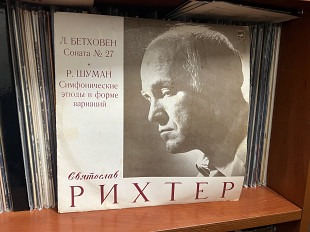 Л. БЕТХОВЕН
Соната № 27
Р. ШУМАН
Симфонические
этюды в форме
вариаций
Святослав
РИХТЕР